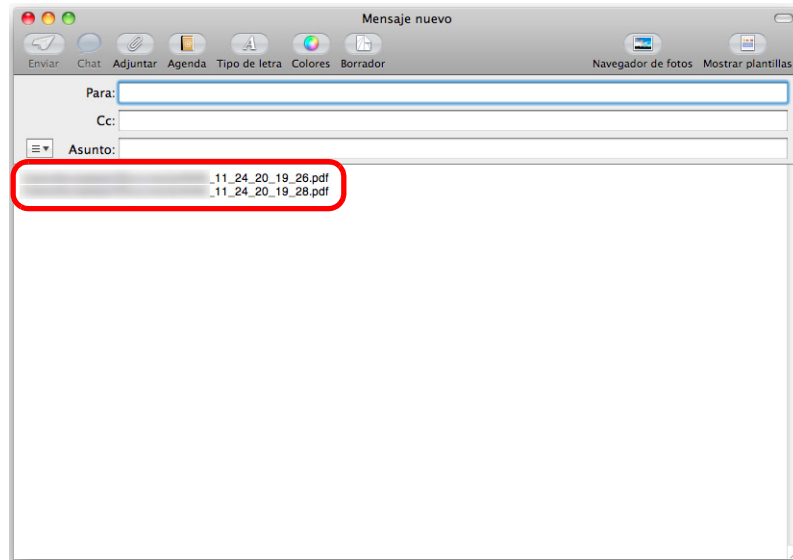 Mensaje nuevo
Enviar Chat Adjuntar Agenda Tipo de letra Colores Borrador Navegador de fotos Mostrar plantillas
Para:
Cc:
Asunto:
_11_24_20_19_26.pdf
_11_24_20_19_28.pdf